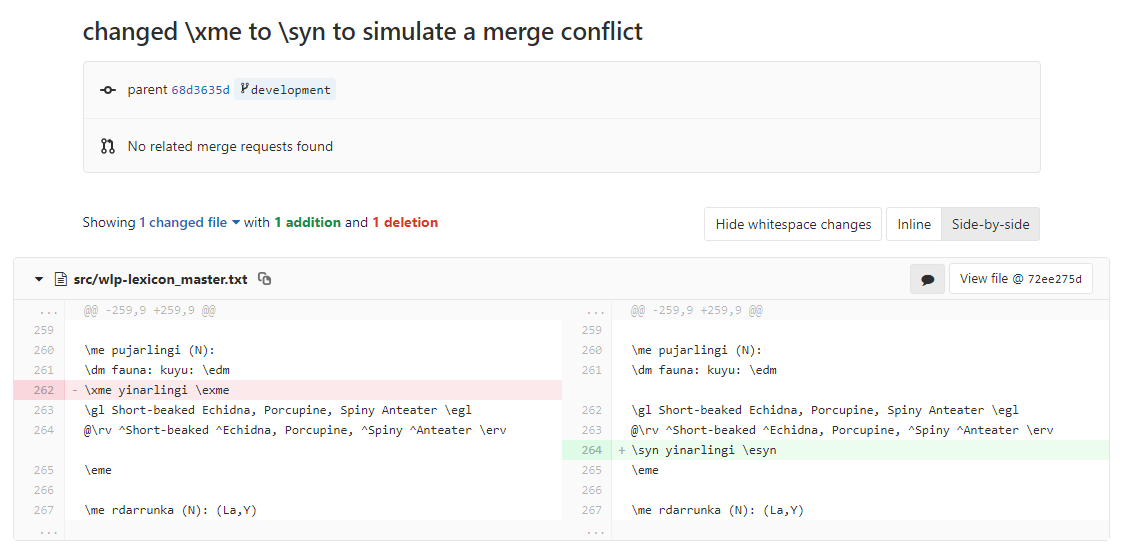 changed \xme to \syn to simulate a merge conflict
parent 68d3635d development
No related merge requests found
Showing 1 changed file with 1 addition and 1 deletion
Hide whitespace changes Inline Side-by-side
src/wlp-lexicon_master.txt View file @ 72ee275d
... @@ -259,9 +259,9 @@ ... @@ -259,9 +259,9 @@
259 259
260 \me pujarlingi (N): 260 \me pujarlingi (N):
261 \dm fauna: kuyu: \edm 261 \dm fauna: kuyu: \edm
262 - \xme yinarlingi \exme
263 \gl Short-beaked Echidna, Porcupine, Spiny Anteater \egl 262 \gl Short-beaked Echidna, Porcupine, Spiny Anteater \egl
264 @\rv ^Short-beaked ^Echidna, Porcupine, ^Spiny ^Anteater \erv 263 @\rv ^Short-beaked ^Echidna, Porcupine, ^Spiny ^Anteater \erv
264 + \syn yinarlingi \esyn
265 \eme 265 \eme
266 266
267 \me rdarrunka (N): (La,Y) 267 \me rdarrunka (N): (La,Y)
... ...